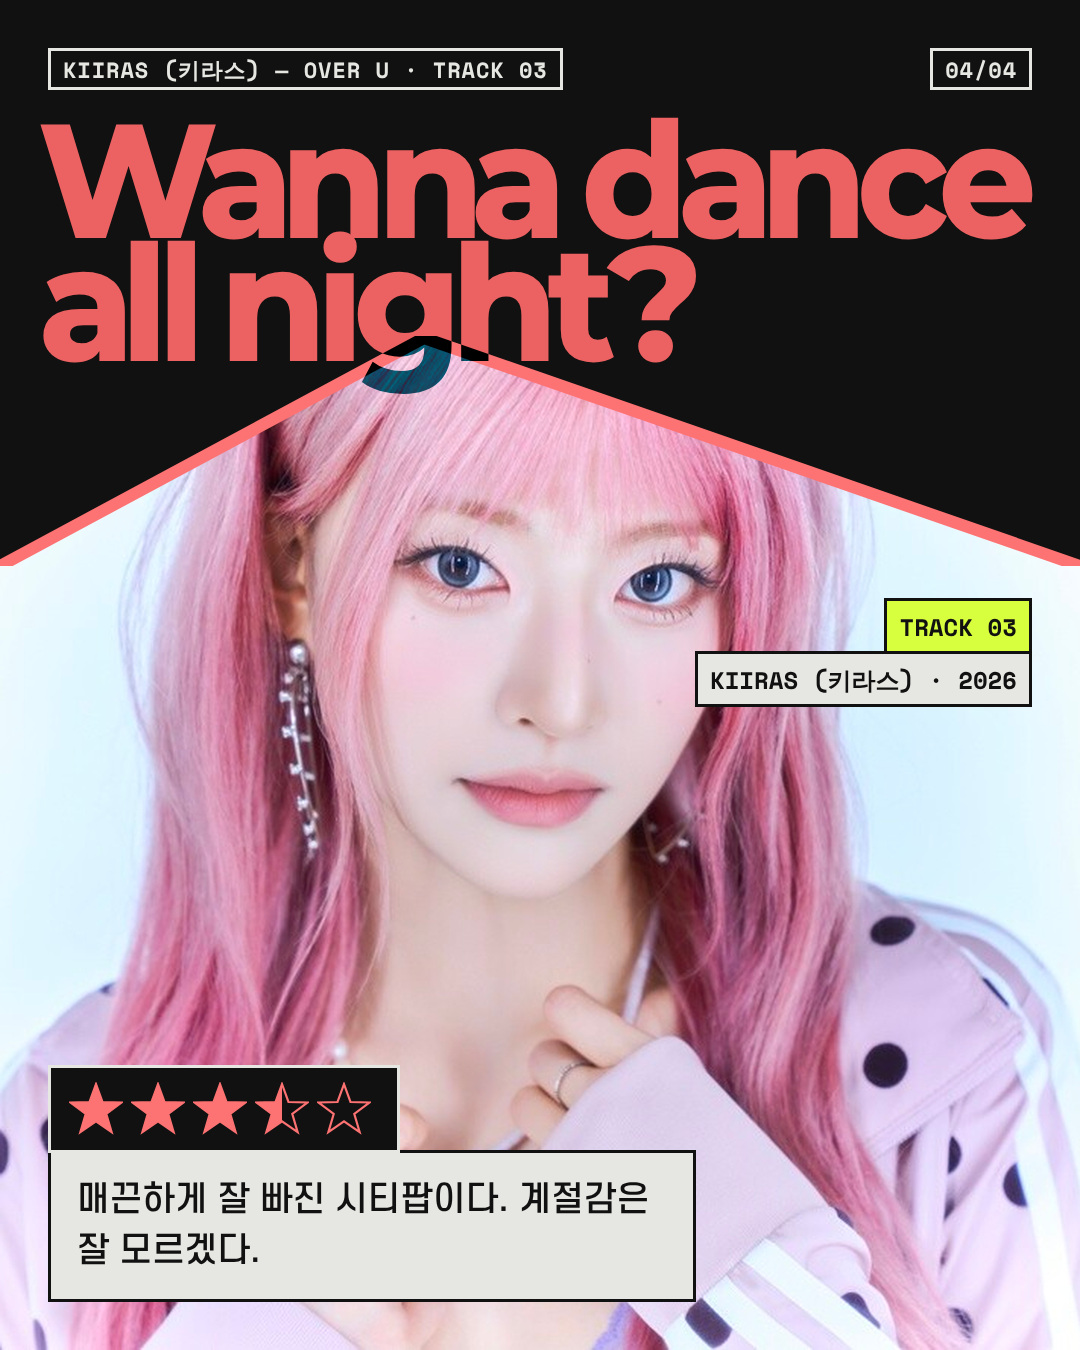 KIIRAS (키라스) — OVER U · TRACK 03
04/04
Wanna dance
all night?
TRACK 03
KIIRAS (키라스) · 2026
매끈하게 잘 빠진 시티팝이다. 계절감은
잘 모르겠다.